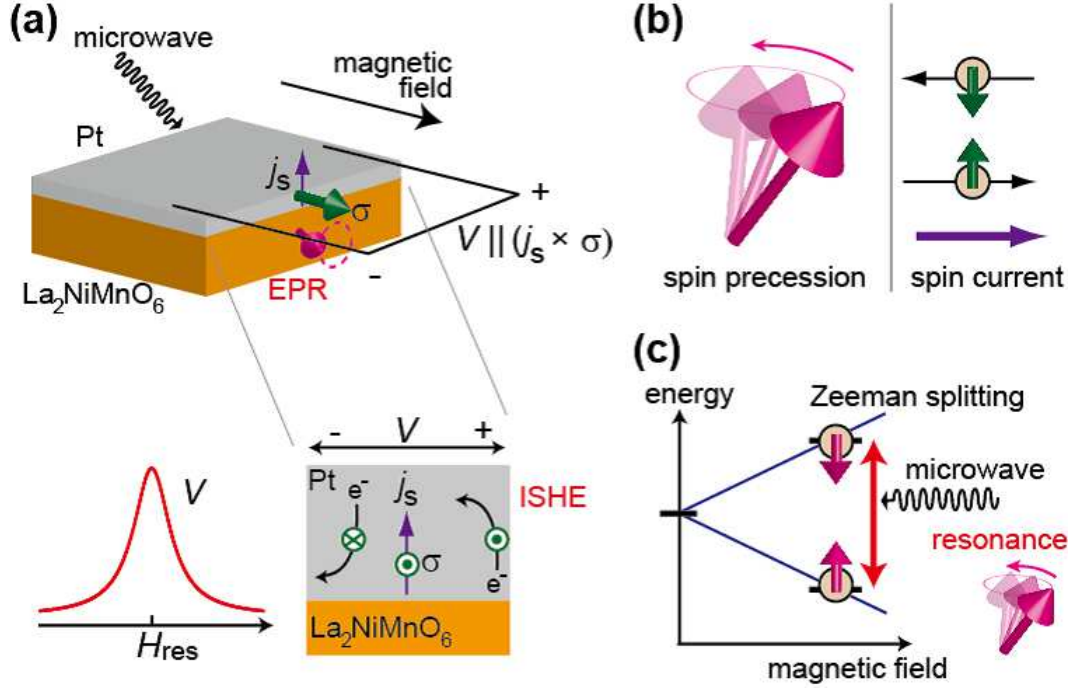 (a)
microwave
magnetic
field
Pt
jₛ
σ
+
V || (jₛ × σ)
-
EPR
La₂NiMnO₆
- V +
V
Pt
e⁻
jₛ
ISHE
σ
e⁻
La₂NiMnO₆
H_res
(b)
spin precession
spin current
(c)
energy
Zeeman splitting
microwave
resonance
magnetic field